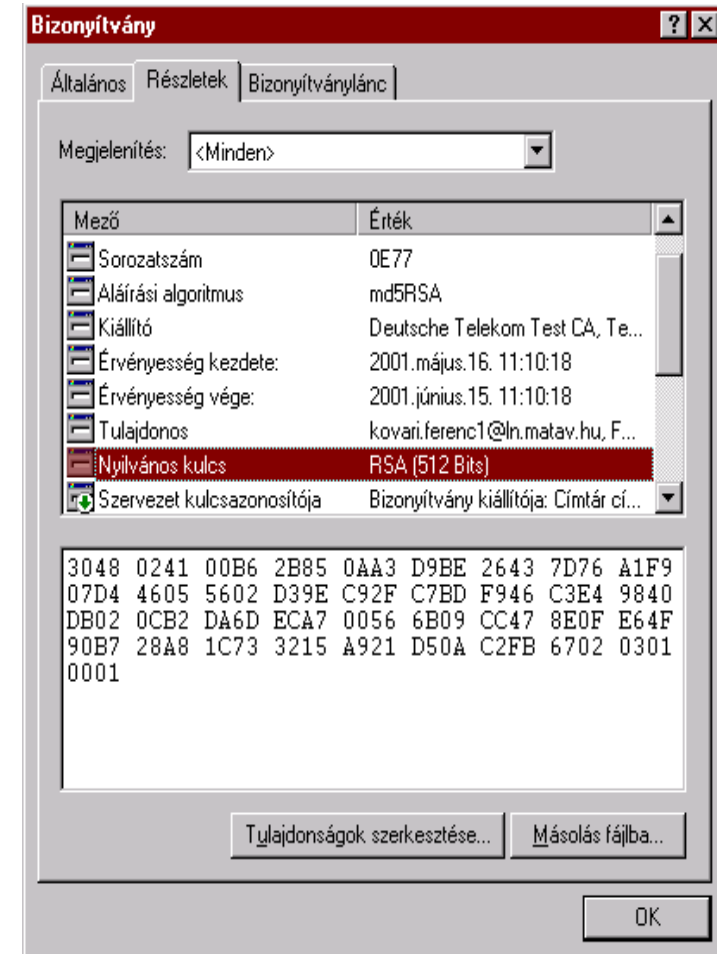 Bizonyítvány
Általános Részletek Bizonyítványlánc
Megjelenítés: <Minden>
Mező Érték
Sorozatszám 0E77
Aláírási algoritmus md5RSA
Kiállító Deutsche Telekom Test CA, Te...
Érvényesség kezdete: 2001.május.16. 11:10:18
Érvényesség vége: 2001.június.15. 11:10:18
Tulajdonos kovari.ferenc1@ln.matav.hu, F...
Nyilvános kulcs RSA (512 Bits)
Szervezet kulcsazonosítója Bizonyítvány kiállítója: Címtár cí...
3048 0241 00B6 2B85 0AA3 D9BE 2643 7D76 A1F9
07D4 4605 5602 D39E C92F C7BD F946 C3E4 9840
DB02 0CB2 DA6D ECA7 0056 6B09 CC47 8E0F E64F
90B7 28A8 1C73 3215 A921 D50A C2FB 6702 0301
0001
Tulajdonságok szerkesztése... Másolás fájlba...
OK